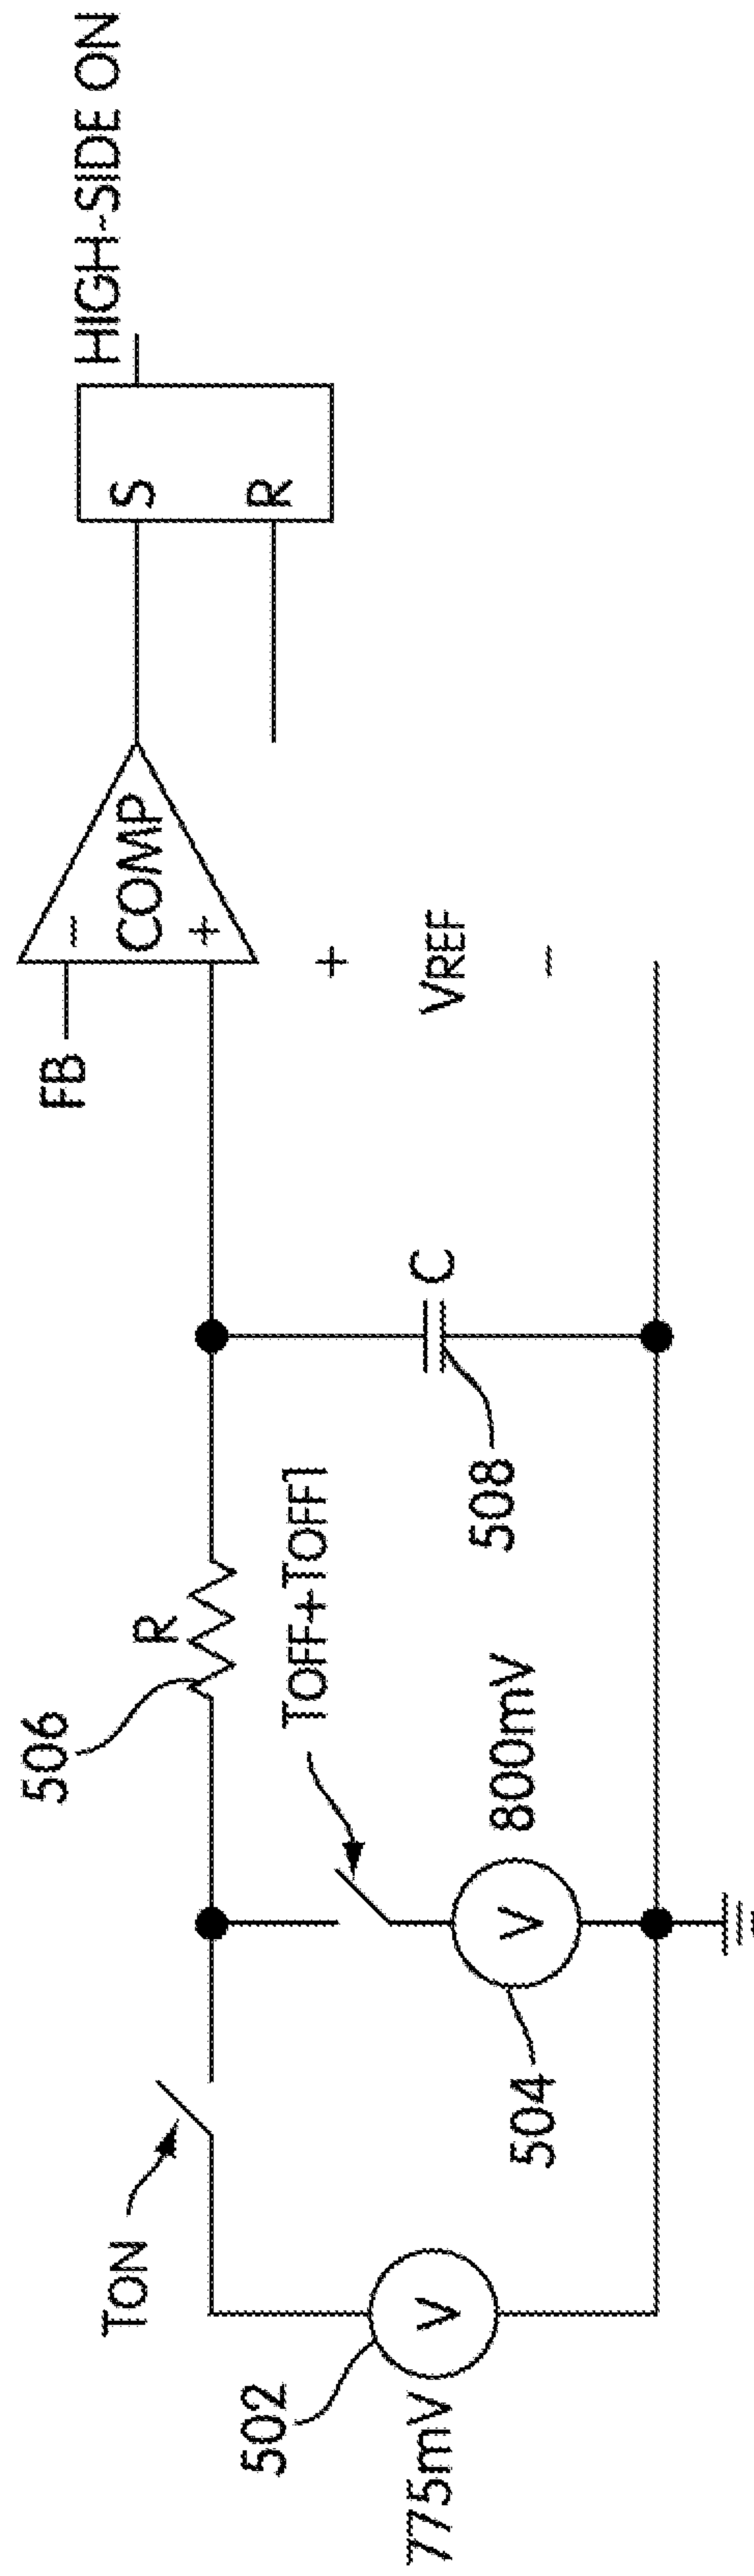 HIGH-SIDE ON
S
R
COMP
−
+
FB
+
VREF
−
C
508
R
506
TOFF+TOFF1
800mV
V
504
TON
V
502
775mV